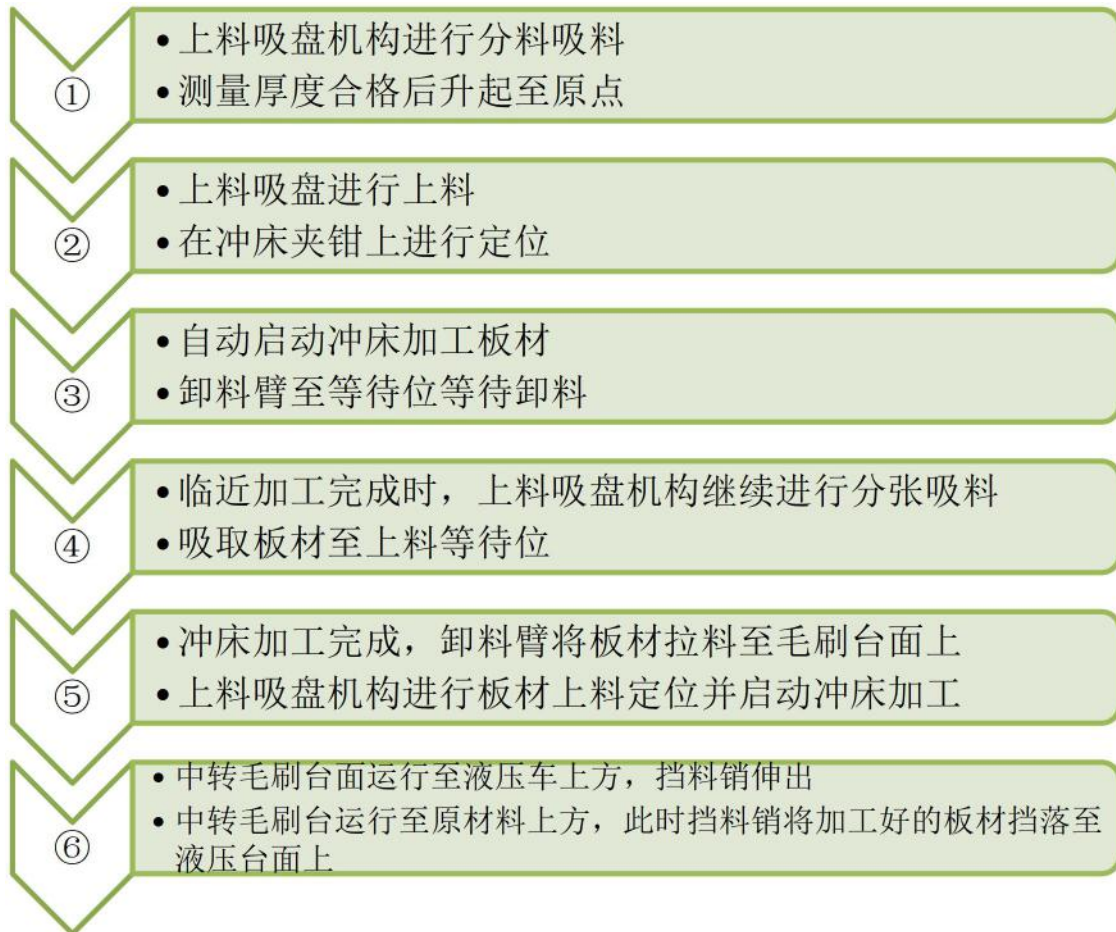 ①
• 上料吸盘机构进行分料吸料
• 测量厚度合格后升起至原点
②
• 上料吸盘进行上料
• 在冲床夹钳上进行定位
③
• 自动启动冲床加工板材
• 卸料臂至等待位等待卸料
④
• 临近加工完成时，上料吸盘机构继续进行分张吸料
• 吸取板材至上料等待位
⑤
• 冲床加工完成，卸料臂将板材拉料至毛刷台面上
• 上料吸盘机构进行板材上料定位并启动冲床加工
⑥
• 中转毛刷台面运行至液压车上方，挡料销伸出
• 中转毛刷台运行至原材料上方，此时挡料销将加工好的板材挡落至
液压台面上